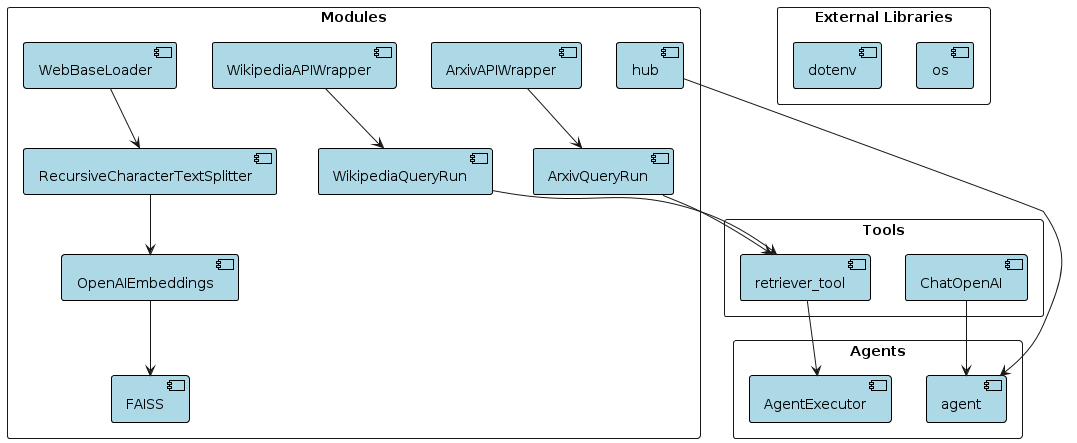 Modules
External Libraries
WebBaseLoader
WikipediaAPIWrapper
ArxivAPIWrapper
hub
dotenv
os
RecursiveCharacterTextSplitter
WikipediaQueryRun
ArxivQueryRun
Tools
OpenAIEmbeddings
retriever_tool
ChatOpenAI
Agents
FAISS
AgentExecutor
agent